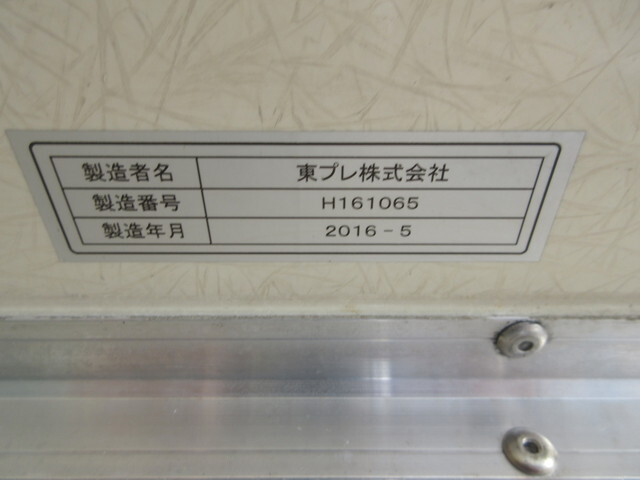 製造者名 東プレ株式会社
製造番号 H161065
製造年月 2016-5